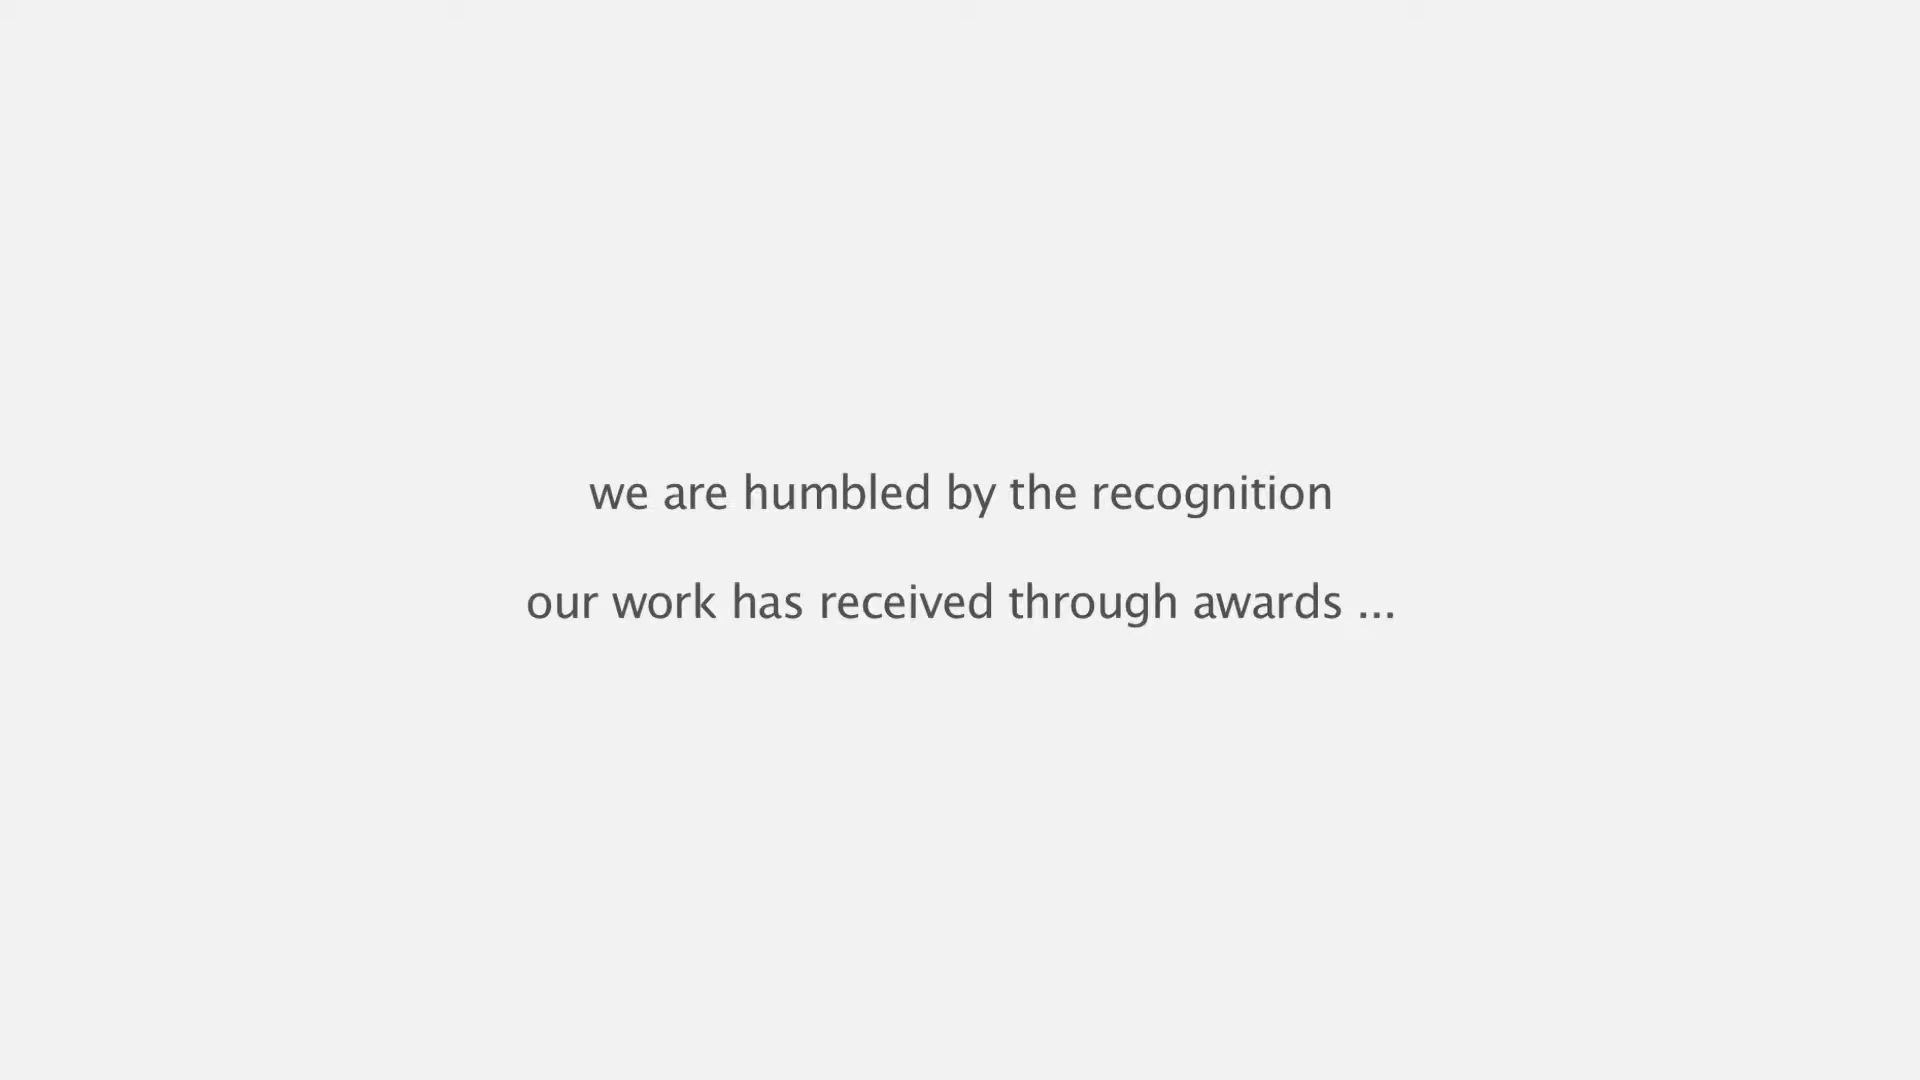 we are humbled by the recognition
our work has received through awards ...